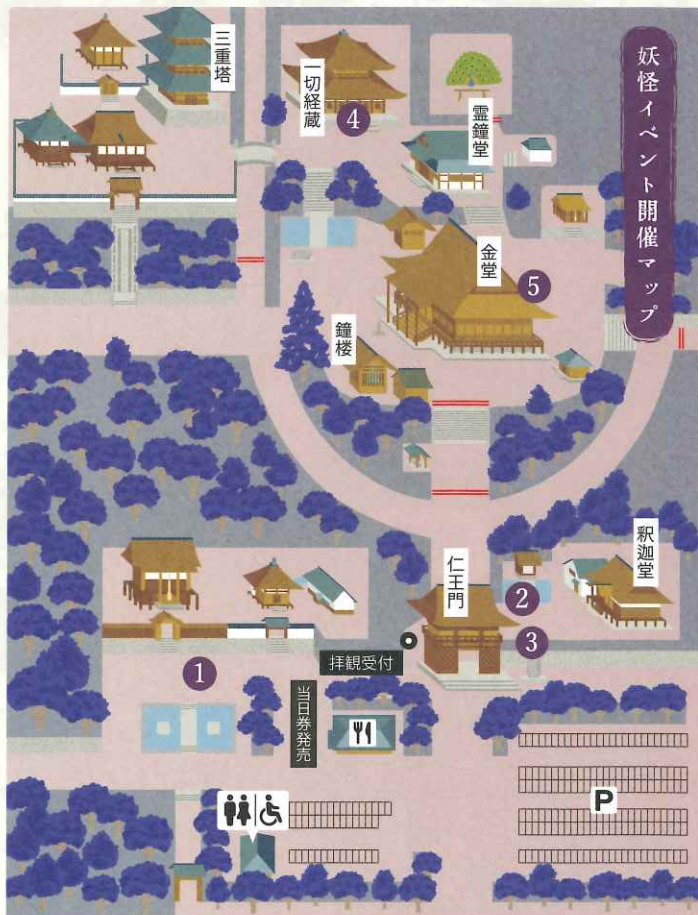 妖怪イベント開催マップ
三重塔
一切経蔵
4
霊鐘堂
金堂
5
鐘楼
仁王門
釈迦堂
2
3
1
拝観受付
当日券発売
P